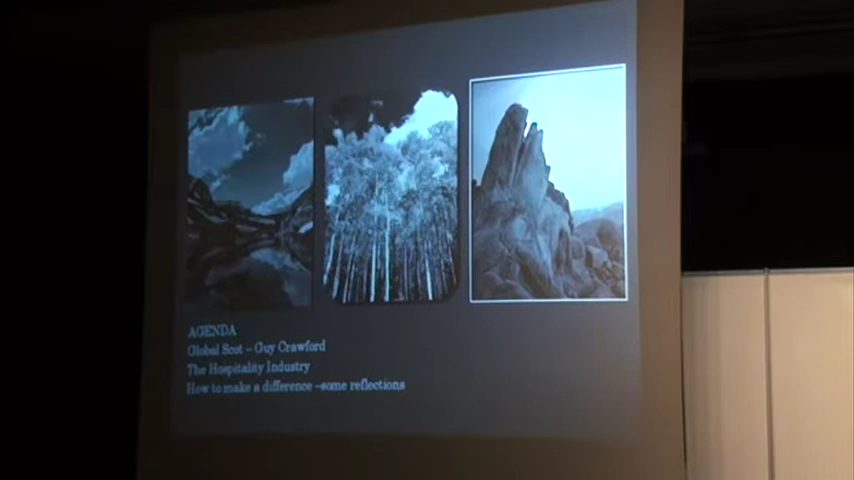 AGENDA
Global Scot – Guy Crawford
The Hospitality Industry
How to make a difference –some reflections